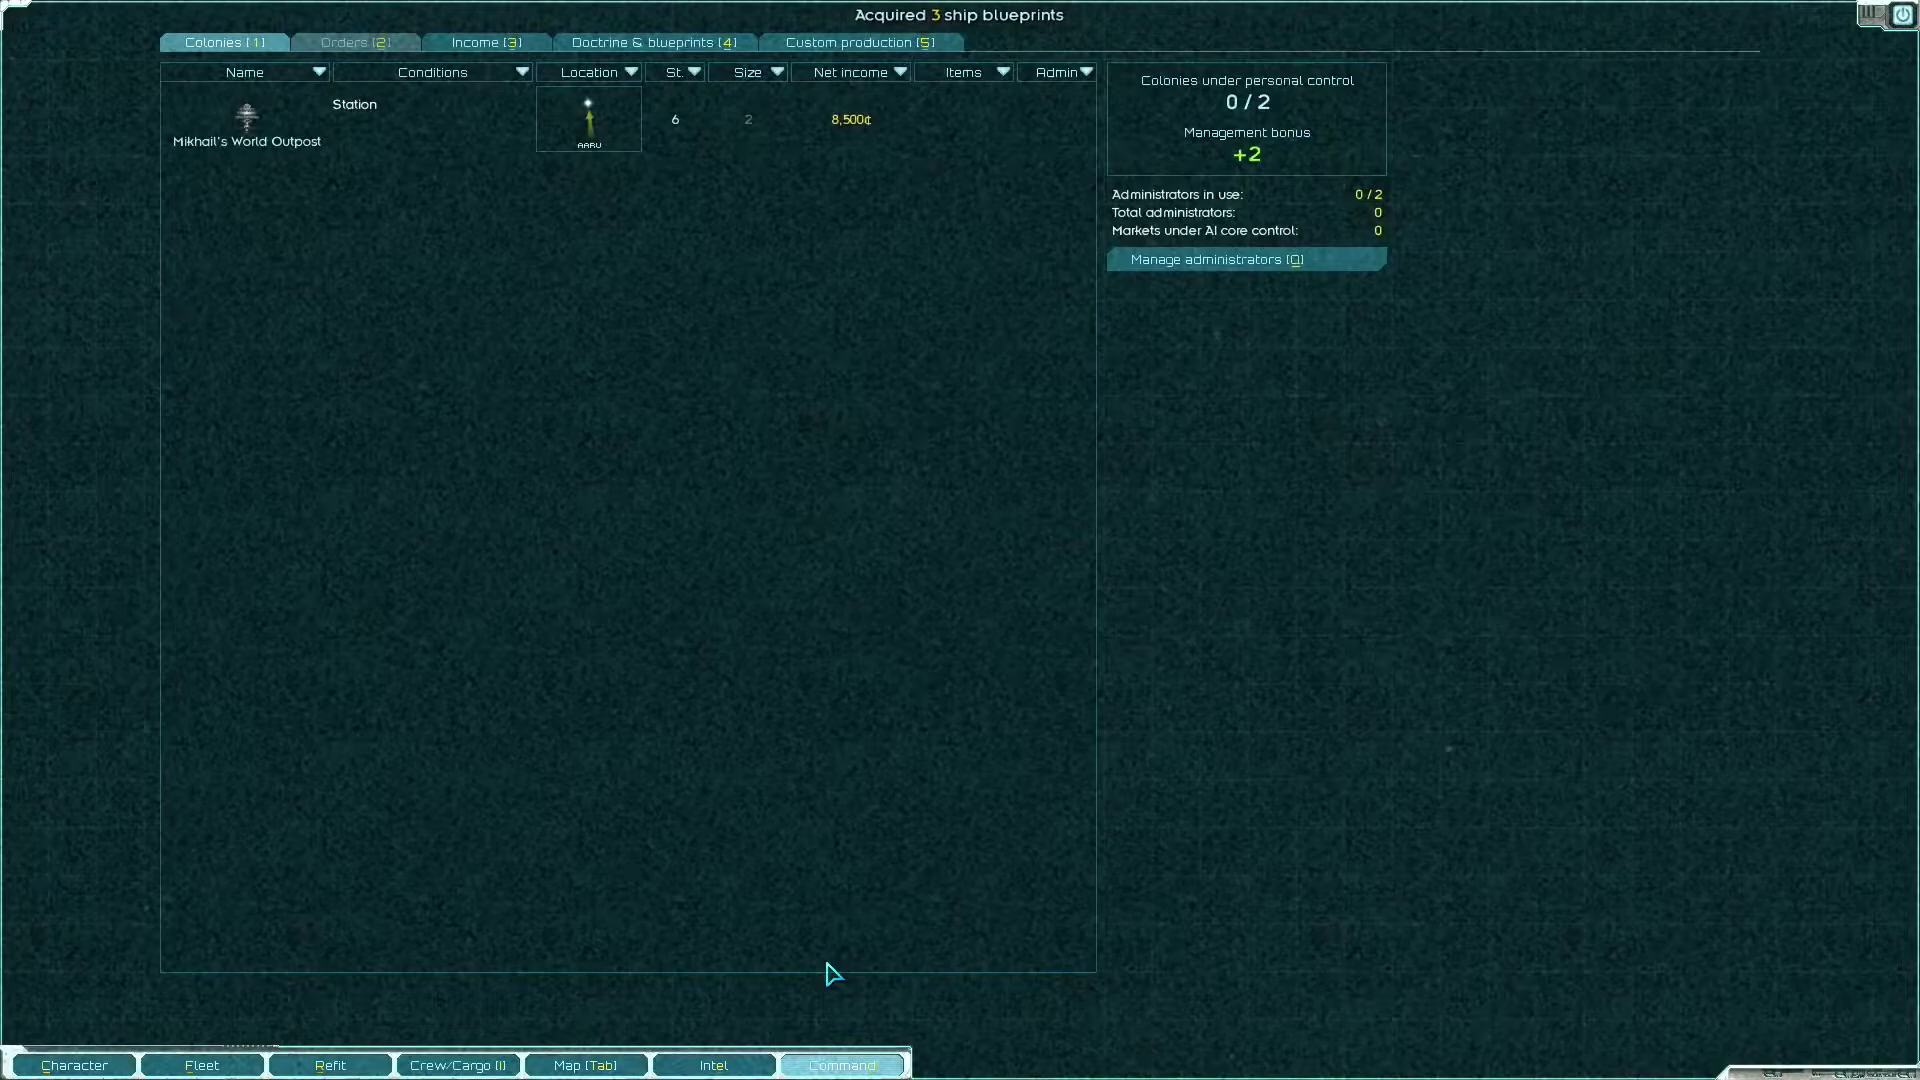 Acquired 3 ship blueprints
Colonies [1] Orders [2] Income [3] Doctrine & blueprints [4] Custom production [5]
Name Conditions Location St. Size Net income Items Admin
Mikhail's World Outpost Station AARU 6 2 8,500¢
Colonies under personal control
0 / 2
Management bonus
+2
Administrators in use: 0 / 2
Total administrators: 0
Markets under AI core control: 0
Manage administrators [Q]
Character Fleet Refit Crew/Cargo [I] Map [Tab] Intel Command